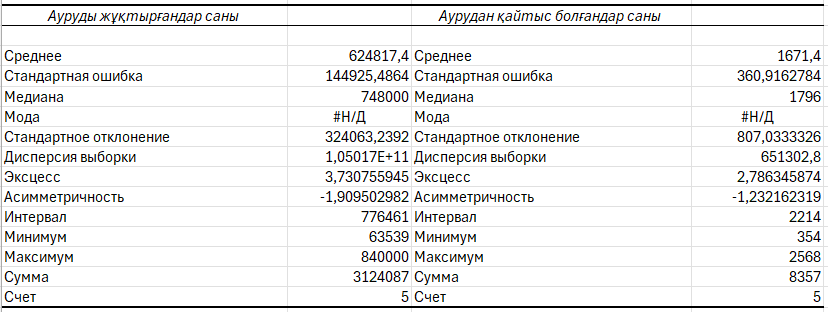 Ауруды жұқтырғандар саны Аурудан қайтыс болғандар саны
Среднее 624817,4 Среднее 1671,4
Стандартная ошибка 144925,4864 Стандартная ошибка 360,9162784
Медиана 748000 Медиана 1796
Мода #Н/Д Мода #Н/Д
Стандартное отклонение 324063,2392 Стандартное отклонение 807,0333326
Дисперсия выборки 1,05017E+11 Дисперсия выборки 651302,8
Эксцесс 3,730755945 Эксцесс 2,786345874
Асимметричность -1,909502982 Асимметричность -1,232162319
Интервал 776461 Интервал 2214
Минимум 63539 Минимум 354
Максимум 840000 Максимум 2568
Сумма 3124087 Сумма 8357
Счет 5 Счет 5